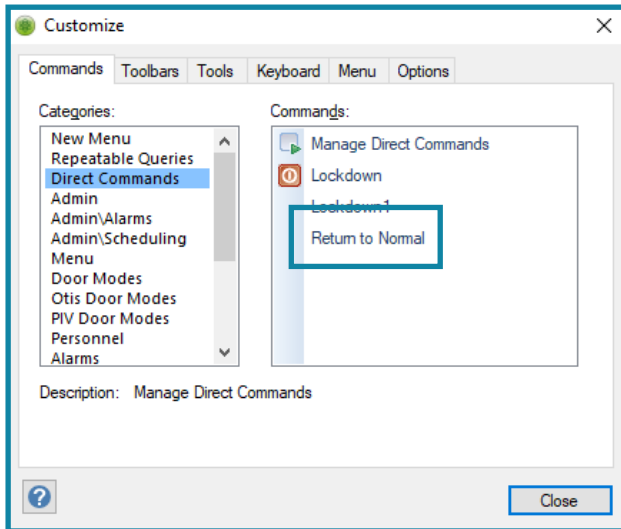 Customize
Commands Toolbars Tools Keyboard Menu Options
Categories:
New Menu
Repeatable Queries
Direct Commands
Admin
Admin\Alarms
Admin\Scheduling
Menu
Door Modes
Otis Door Modes
PIV Door Modes
Personnel
Alarms
Commands:
Manage Direct Commands
Lockdown
Lockdown1
Return to Normal
Description: Manage Direct Commands
?
Close